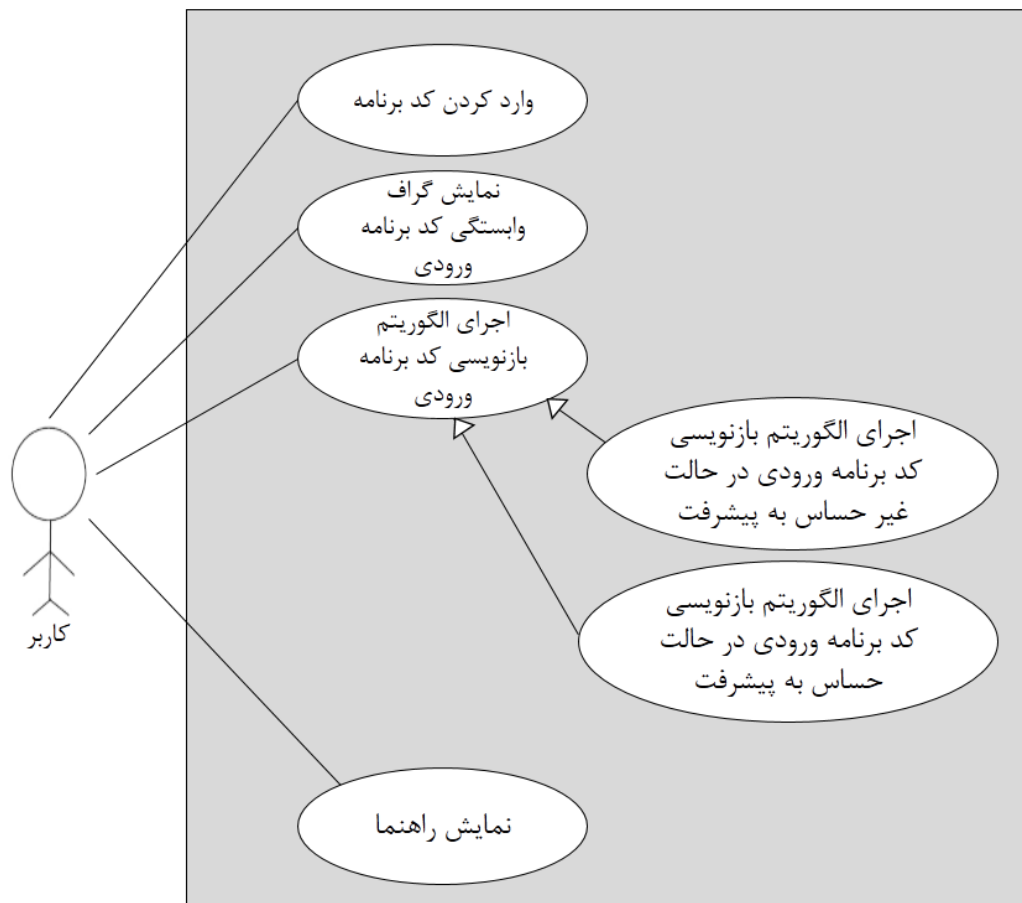 وارد کردن کد برنامه
نمایش گراف
وابستگی کد برنامه
ورودی
اجرای الگوریتم
بازنویسی کد برنامه
ورودی
اجرای الگوریتم بازنویسی
کد برنامه ورودی در حالت
غیر حساس به پیشرفت
اجرای الگوریتم بازنویسی
کد برنامه ورودی در حالت
حساس به پیشرفت
کاربر
نمایش راهنما